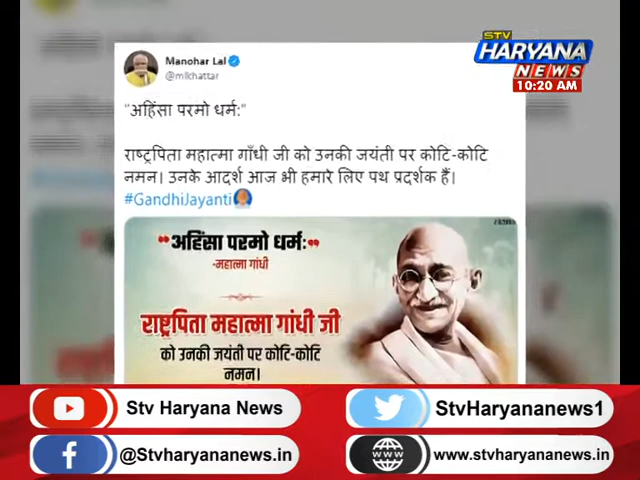 STV
HARYANA
NEWS
10:20 AM
Manohar Lal
@mlkhattar
"अहिंसा परमो धर्म:"
राष्ट्रपिता महात्मा गाँधी जी को उनकी जयंती पर कोटि-कोटि
नमन। उनके आदर्श आज भी हमारे लिए पथ प्रदर्शक हैं।
#GandhiJayanti
"अहिंसा परमो धर्म:"
-महात्मा गांधी
राष्ट्रपिता महात्मा गांधी जी
को उनकी जयंती पर कोटि-कोटि
नमन।
Stv Haryana News
StvHaryananews1
@Stvharyananews.in
www.stvharyananews.in